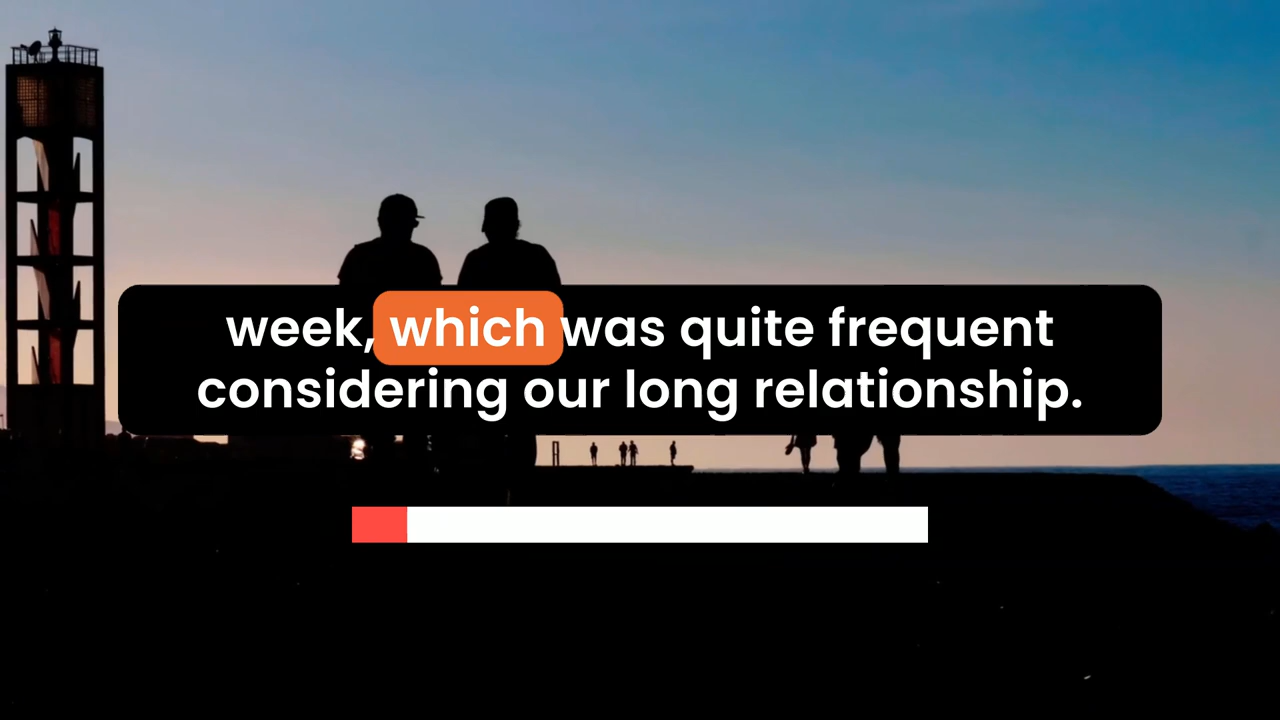 week, which was quite frequent
considering our long relationship.